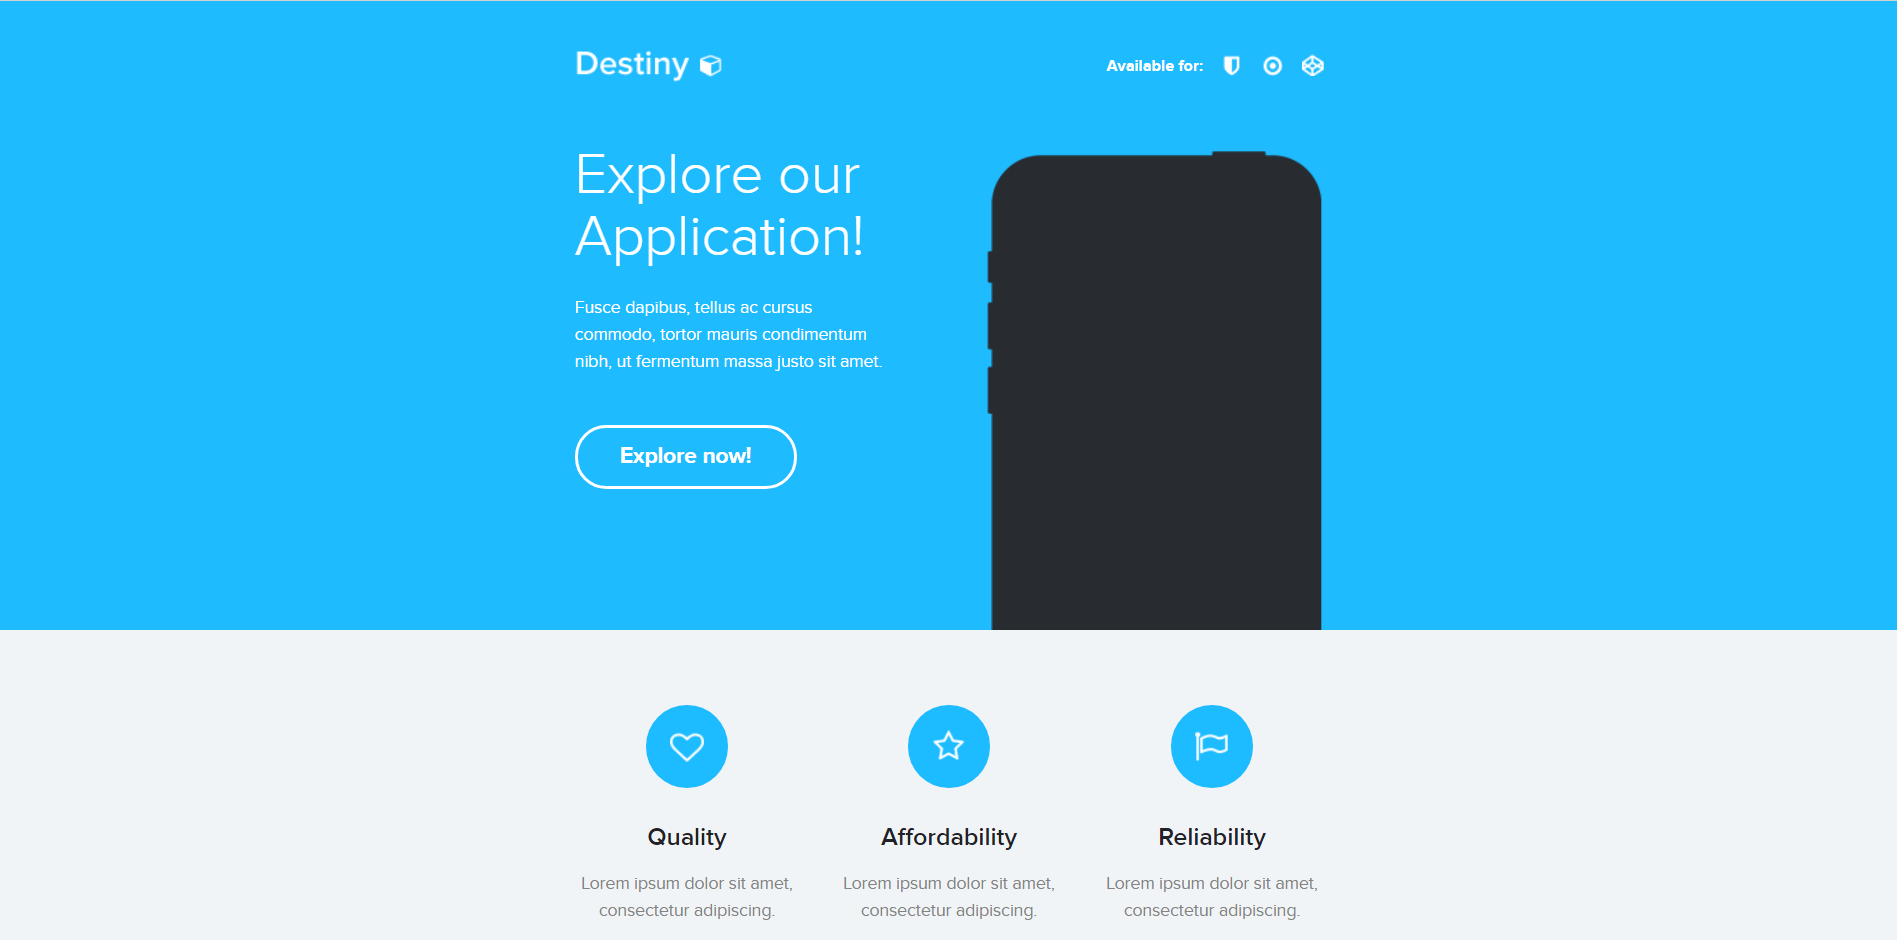 Destiny
Available for:
Explore our
Application!
Fusce dapibus, tellus ac cursus
commodo, tortor mauris condimentum
nibh, ut fermentum massa justo sit amet.
Explore now!
Quality
Lorem ipsum dolor sit amet,
consectetur adipiscing.
Affordability
Lorem ipsum dolor sit amet,
consectetur adipiscing.
Reliability
Lorem ipsum dolor sit amet,
consectetur adipiscing.